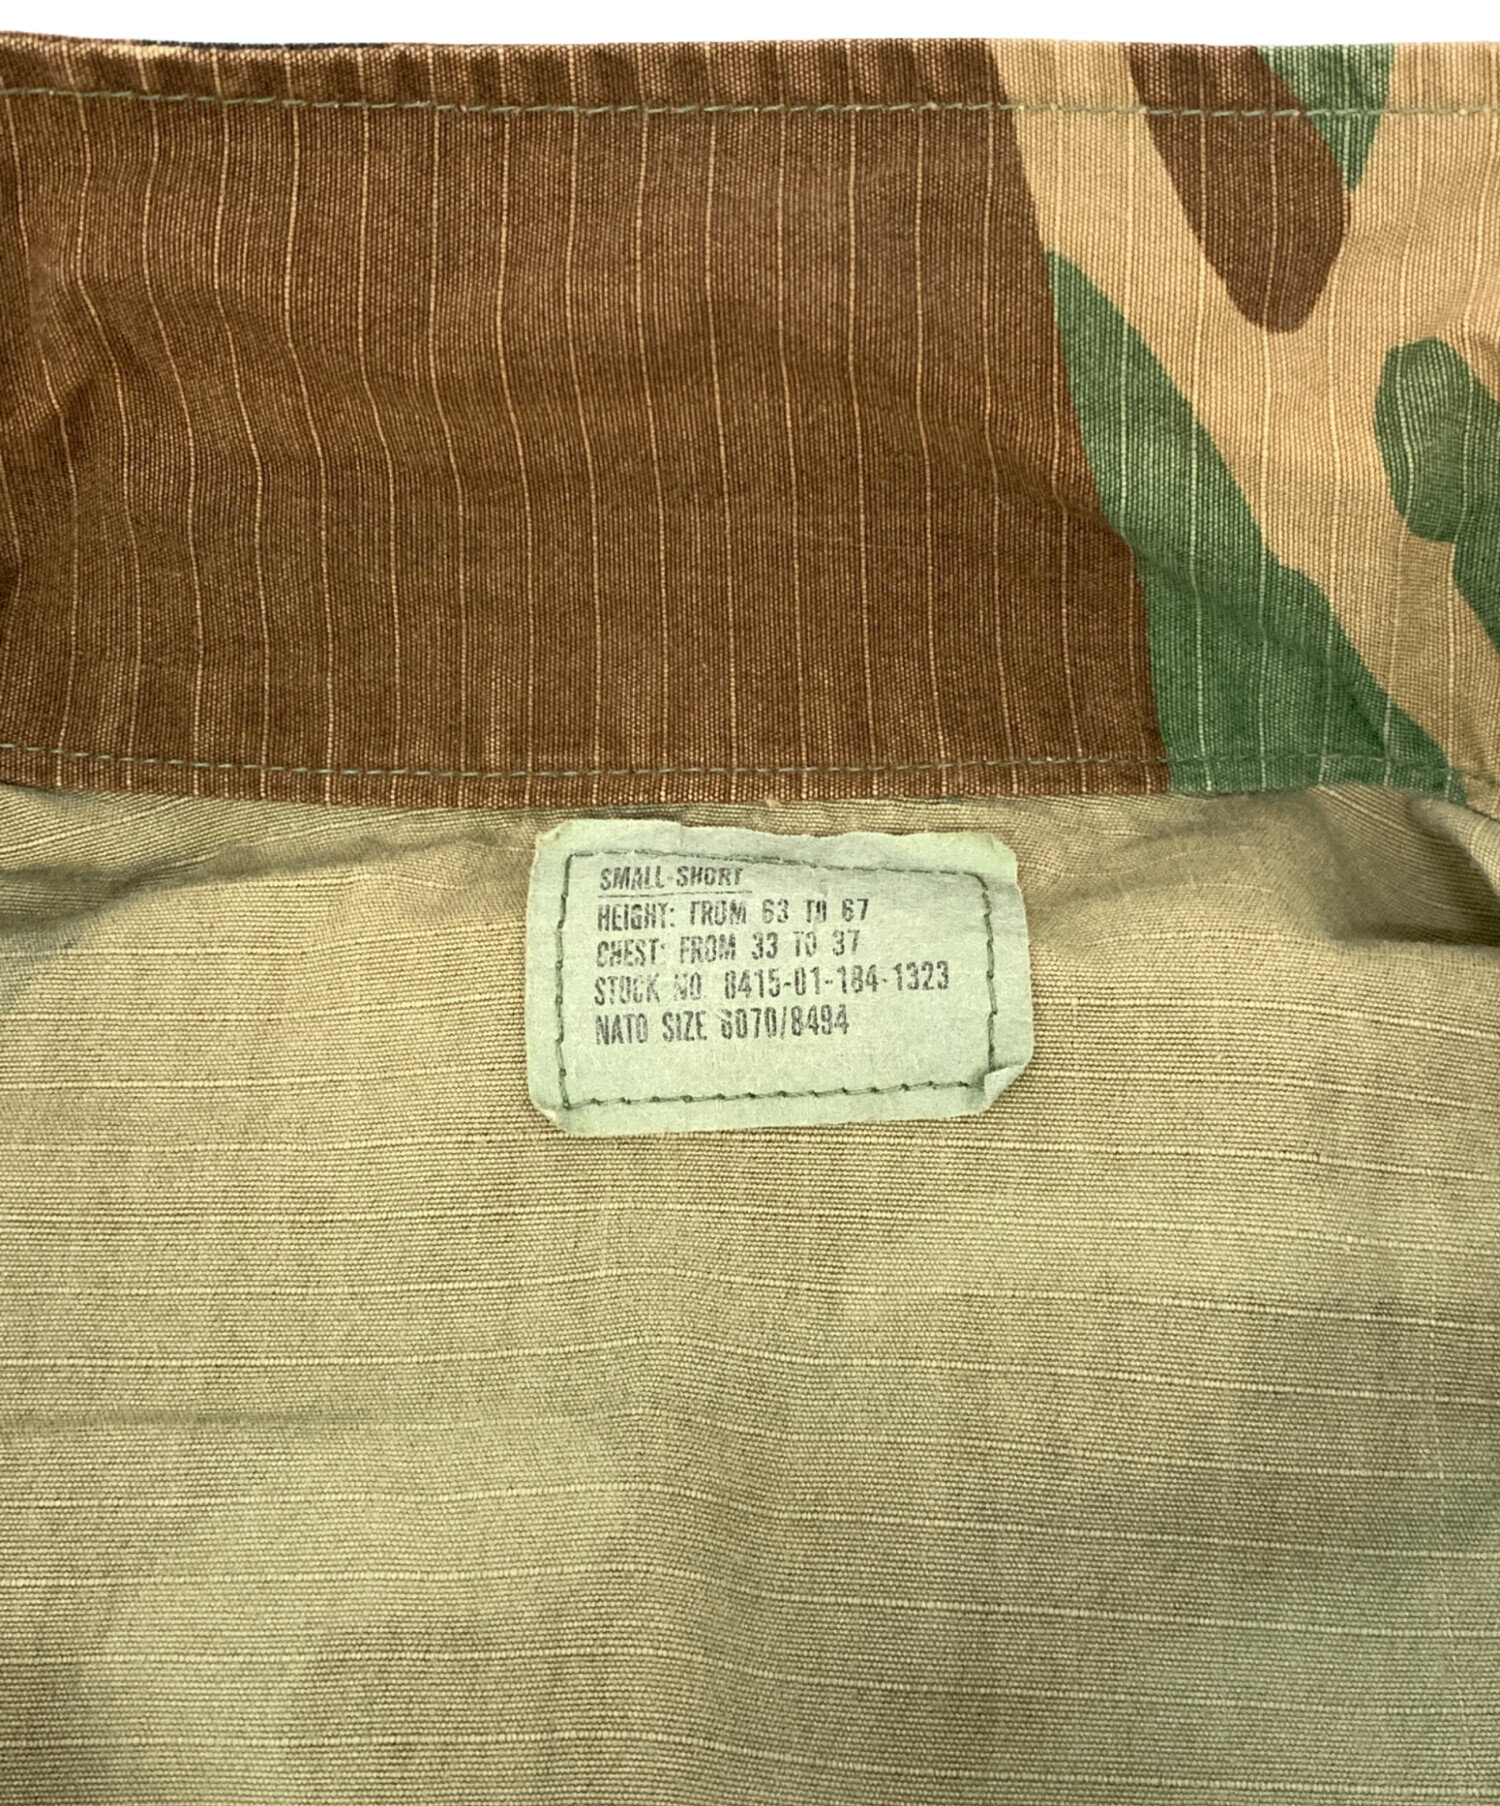 SMALL-SHORT
HEIGHT: FROM 63 TO 67
CHEST: FROM 33 TO 37
STOCK NO. 8415-01-184-1323
NATO SIZE 6070/8494